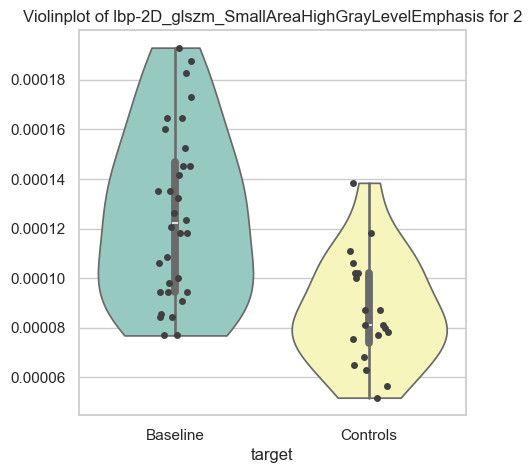 Violinplot of lbp-2D_glszm_SmallAreaHighGrayLevelEmphasis for 2
0.00018
0.00016
0.00014
0.00012
0.00010
0.00008
0.00006
Baseline Controls
target